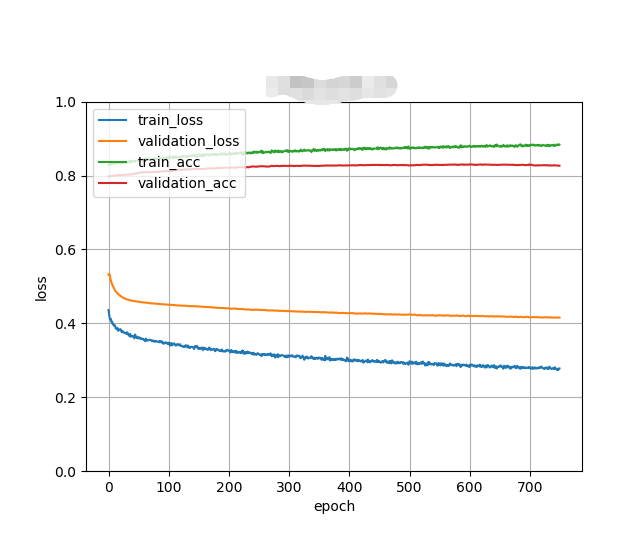 1.0
0.8
0.6
0.4
0.2
0.0
loss
train_loss
validation_loss
train_acc
validation_acc
0 100 200 300 400 500 600 700
epoch